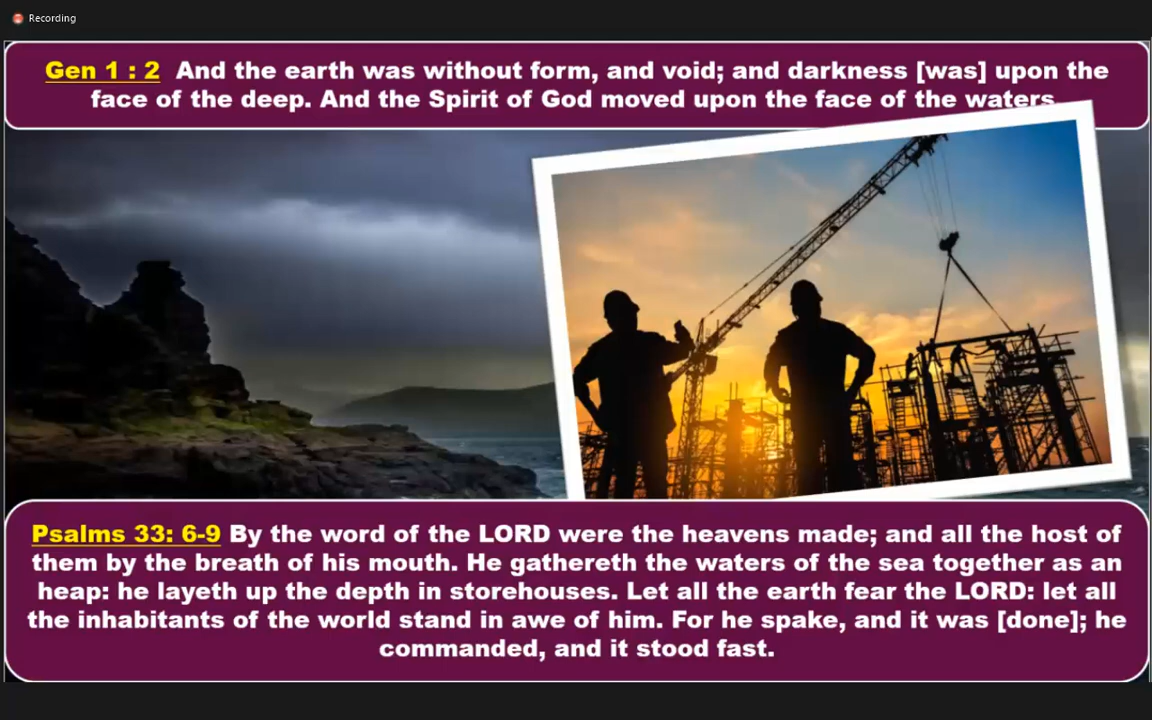 Recording
Gen 1 : 2 And the earth was without form, and void; and darkness [was] upon the
face of the deep. And the Spirit of God moved upon the face of the waters
Psalms 33: 6-9 By the word of the LORD were the heavens made; and all the host of
them by the breath of his mouth. He gathereth the waters of the sea together as an
heap: he layeth up the depth in storehouses. Let all the earth fear the LORD: let all
the inhabitants of the world stand in awe of him. For he spake, and it was [done]; he
commanded, and it stood fast.